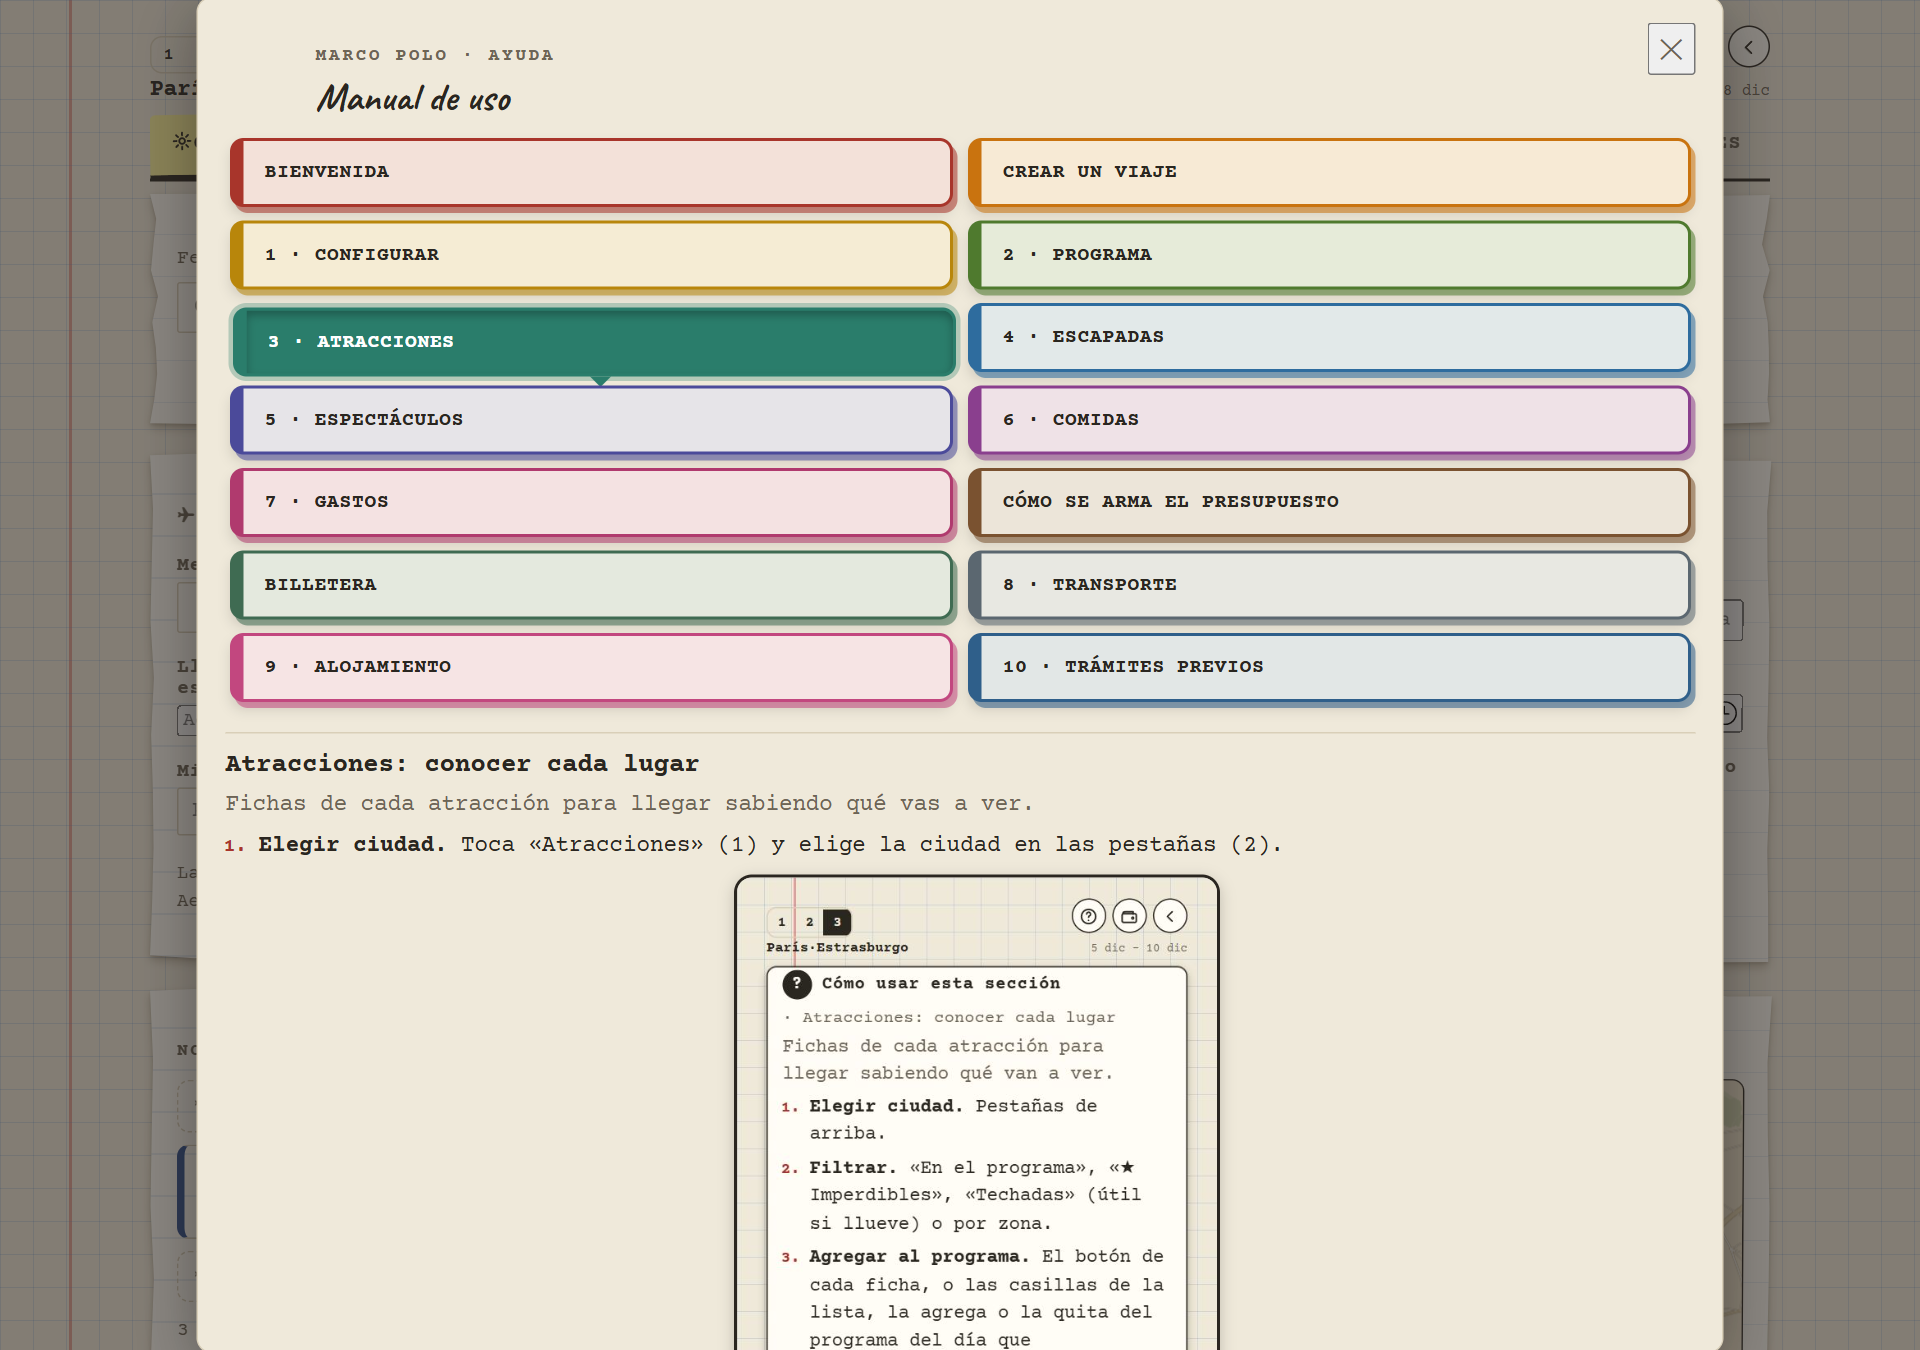 MARCO POLO · AYUDA
Manual de uso
BIENVENIDA
CREAR UN VIAJE
1 · CONFIGURAR
2 · PROGRAMA
3 · ATRACCIONES
4 · ESCAPADAS
5 · ESPECTÁCULOS
6 · COMIDAS
7 · GASTOS
CÓMO SE ARMA EL PRESUPUESTO
BILLETERA
8 · TRANSPORTE
9 · ALOJAMIENTO
10 · TRÁMITES PREVIOS
Atracciones: conocer cada lugar
Fichas de cada atracción para llegar sabiendo qué vas a ver.
1. Elegir ciudad. Toca «Atracciones» (1) y elige la ciudad en las pestañas (2).
1 2 3
París·Estrasburgo
5 dic – 10 dic
? Cómo usar esta sección
· Atracciones: conocer cada lugar
Fichas de cada atracción para
llegar sabiendo qué van a ver.
1. Elegir ciudad. Pestañas de
arriba.
2. Filtrar. «En el programa», «★
Imperdibles», «Techadas» (útil
si llueve) o por zona.
3. Agregar al programa. El botón de
cada ficha, o las casillas de la
lista, la agrega o la quita del
programa del día que
1
8 dic
3